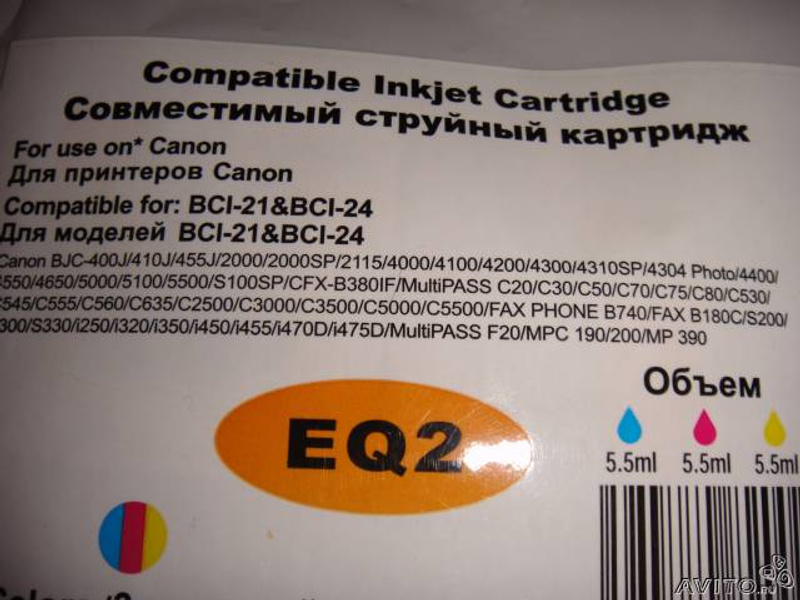 Compatible Inkjet Cartridge
Совместимый струйный картридж
For use on* Canon
Для принтеров Canon
Compatible for: BCI-21&BCI-24
Для моделей BCI-21&BCI-24
Canon BJC-400J/410J/455J/2000/2000SP/2115/4000/4100/4200/4300/4310SP/4304 Photo/4400/
4550/4650/5000/5100/5500/S100SP/CFX-B380IF/MultiPASS C20/C30/C50/C70/C75/C80/C530/
C545/C555/C560/C635/C2500/C3000/C3500/C5000/C5500/FAX PHONE B740/FAX B180C/S200/
300/S330/i250/i320/i350/i450/i455/i470D/i475D/MultiPASS F20/MPC 190/200/MP 390
Объем
EQ2
5.5ml 5.5ml 5.5ml
AVITO.ru